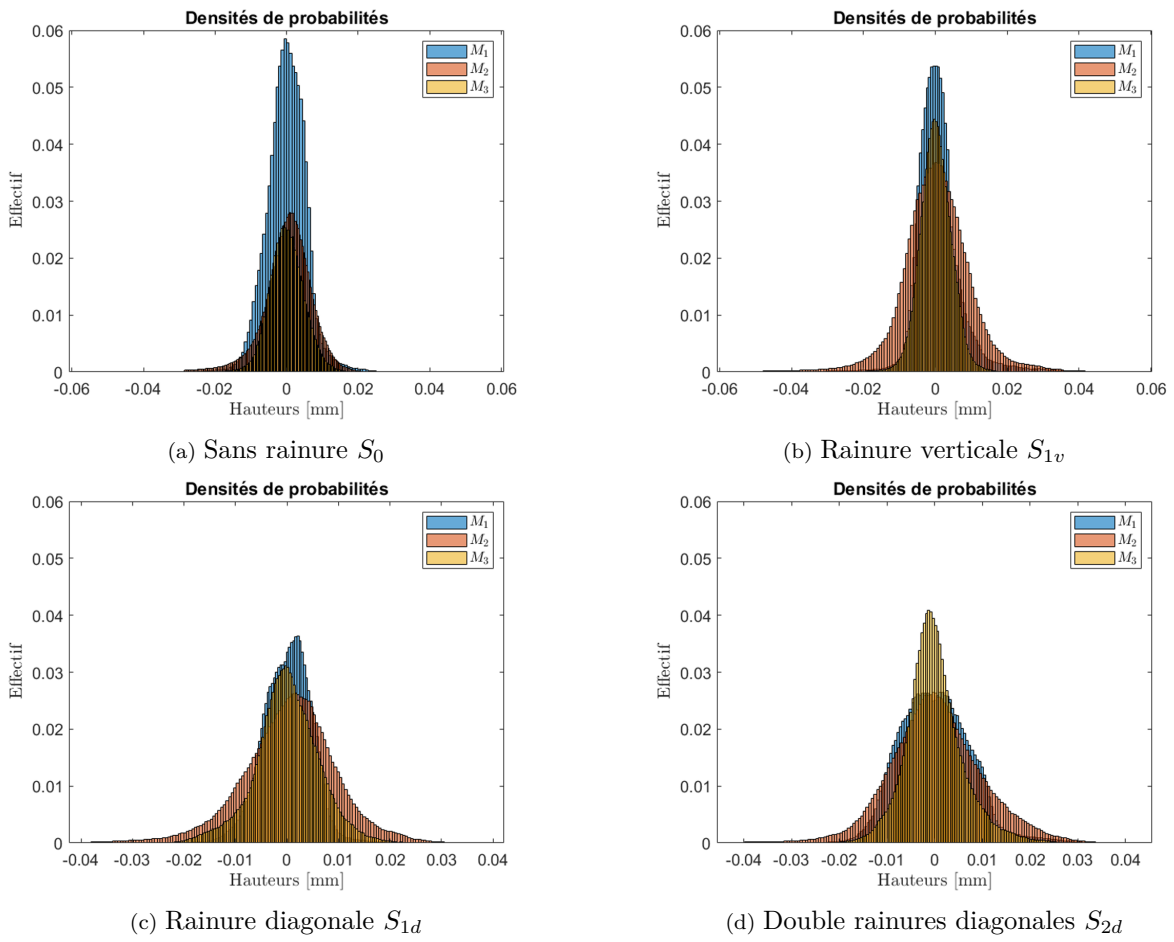 Densités de probabilités
0.06
0.05
0.04
0.03
0.02
0.01
0
Effectif
M1
M2
M3
-0.06 -0.04 -0.02 0 0.02 0.04 0.06
Hauteurs [mm]
(a) Sans rainure S0
Densités de probabilités
0.06
0.05
0.04
0.03
0.02
0.01
0
Effectif
M1
M2
M3
-0.06 -0.04 -0.02 0 0.02 0.04 0.06
Hauteurs [mm]
(b) Rainure verticale S1v
Densités de probabilités
0.06
0.05
0.04
0.03
0.02
0.01
0
Effectif
M1
M2
M3
-0.04 -0.03 -0.02 -0.01 0 0.01 0.02 0.03 0.04
Hauteurs [mm]
(c) Rainure diagonale S1d
Densités de probabilités
0.06
0.05
0.04
0.03
0.02
0.01
0
Effectif
M1
M2
M3
-0.04 -0.03 -0.02 -0.01 0 0.01 0.02 0.03 0.04
Hauteurs [mm]
(d) Double rainures diagonales S2d